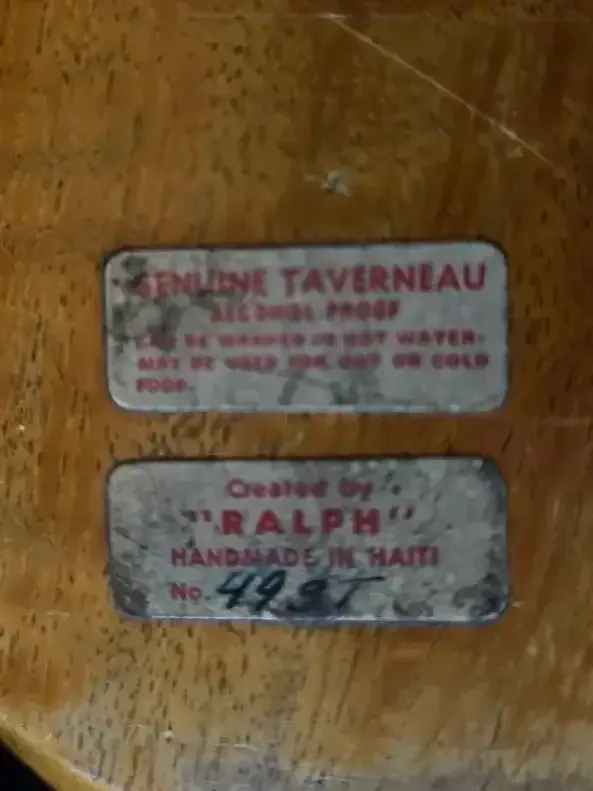 GENUINE TAVERNEAU
ALCOHOL PROOF
CAN BE WASHED IN HOT WATER.
MAY BE USED FOR HOT OR COLD
FOOD.
Created by
"RALPH"
HANDMADE IN HAITI
No. 493T